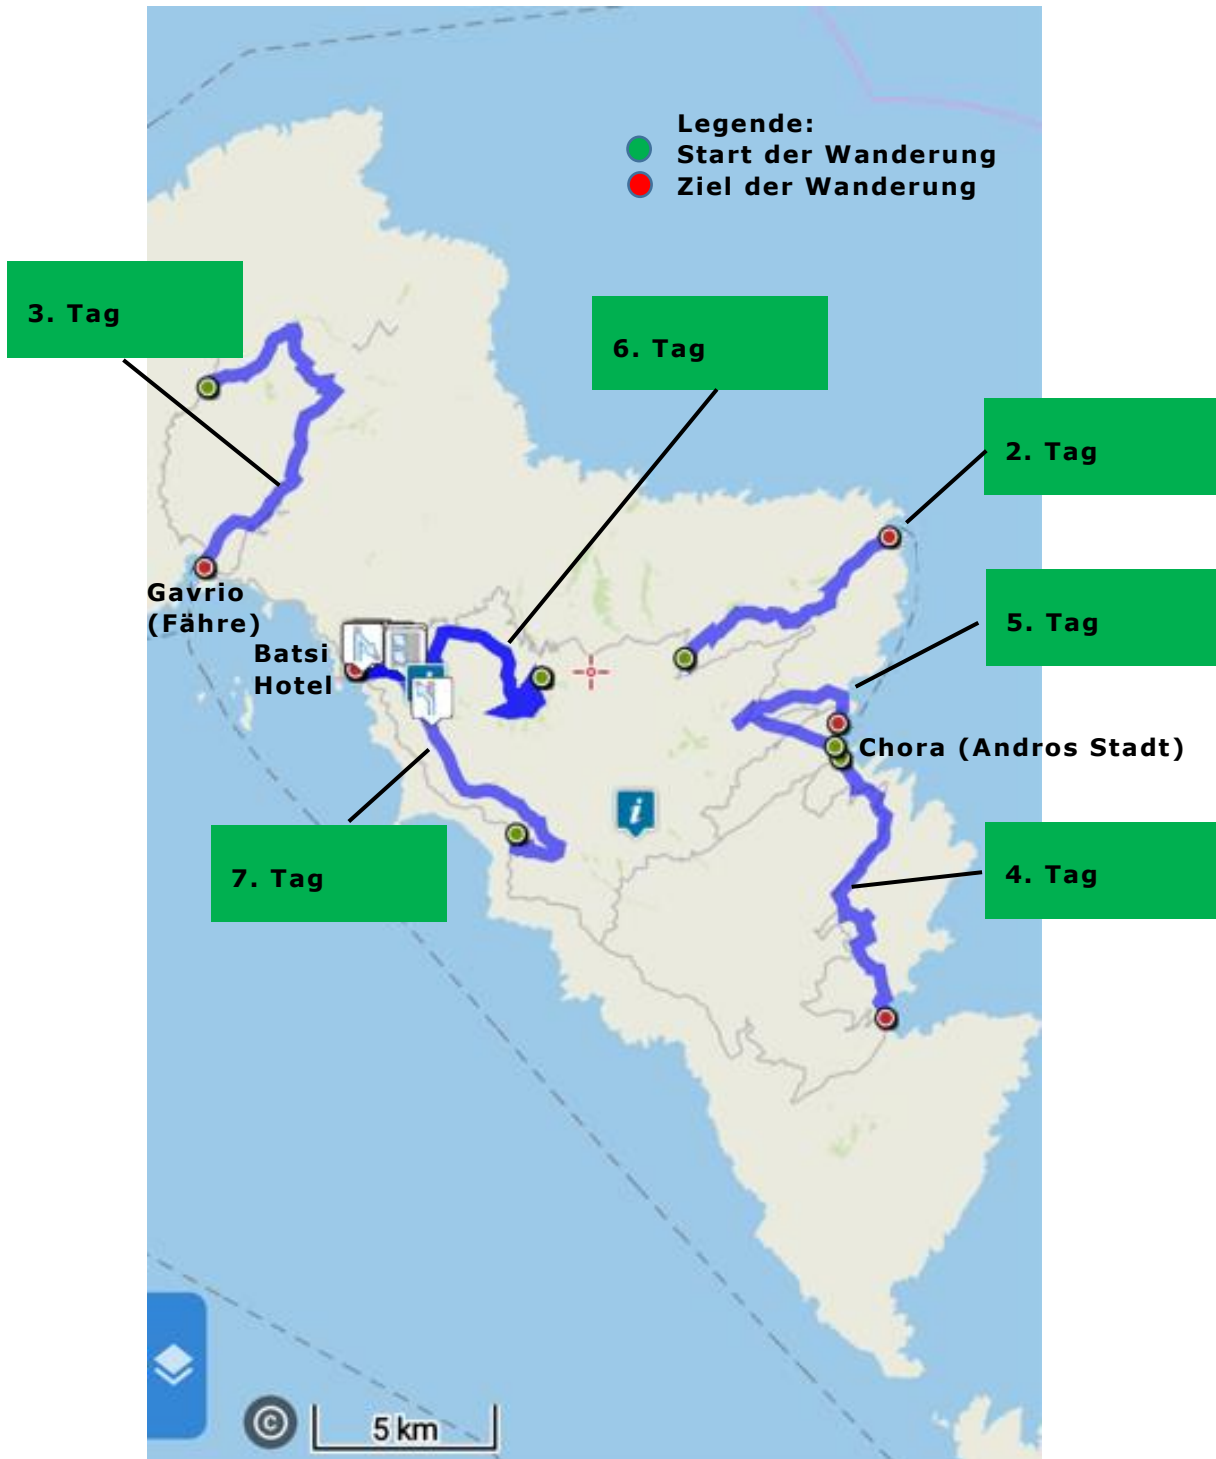 Legende:
Start der Wanderung
Ziel der Wanderung
3. Tag
6. Tag
2. Tag
Gavrio
(Fähre)
5. Tag
Batsi
Hotel
Chora (Andros Stadt)
7. Tag
4. Tag
i
©
5 km